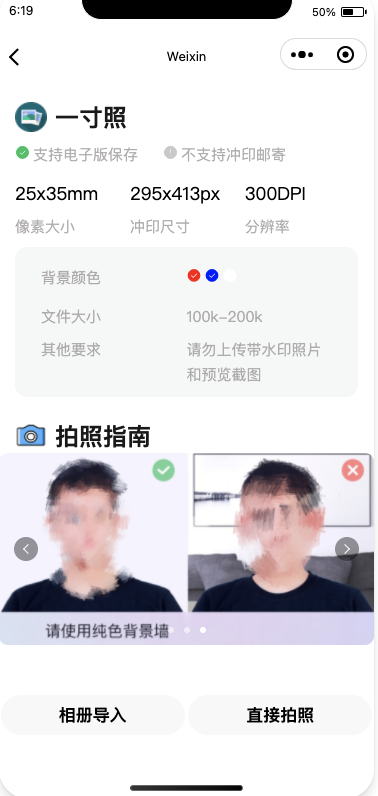 6:19
50%
Weixin
一寸照
支持电子版保存
不支持冲印邮寄
25x35mm
295x413px
300DPI
像素大小
冲印尺寸
分辨率
背景颜色
文件大小
100k-200k
其他要求
请勿上传带水印照片
和预览截图
拍照指南
请使用纯色背景墙
相册导入
直接拍照